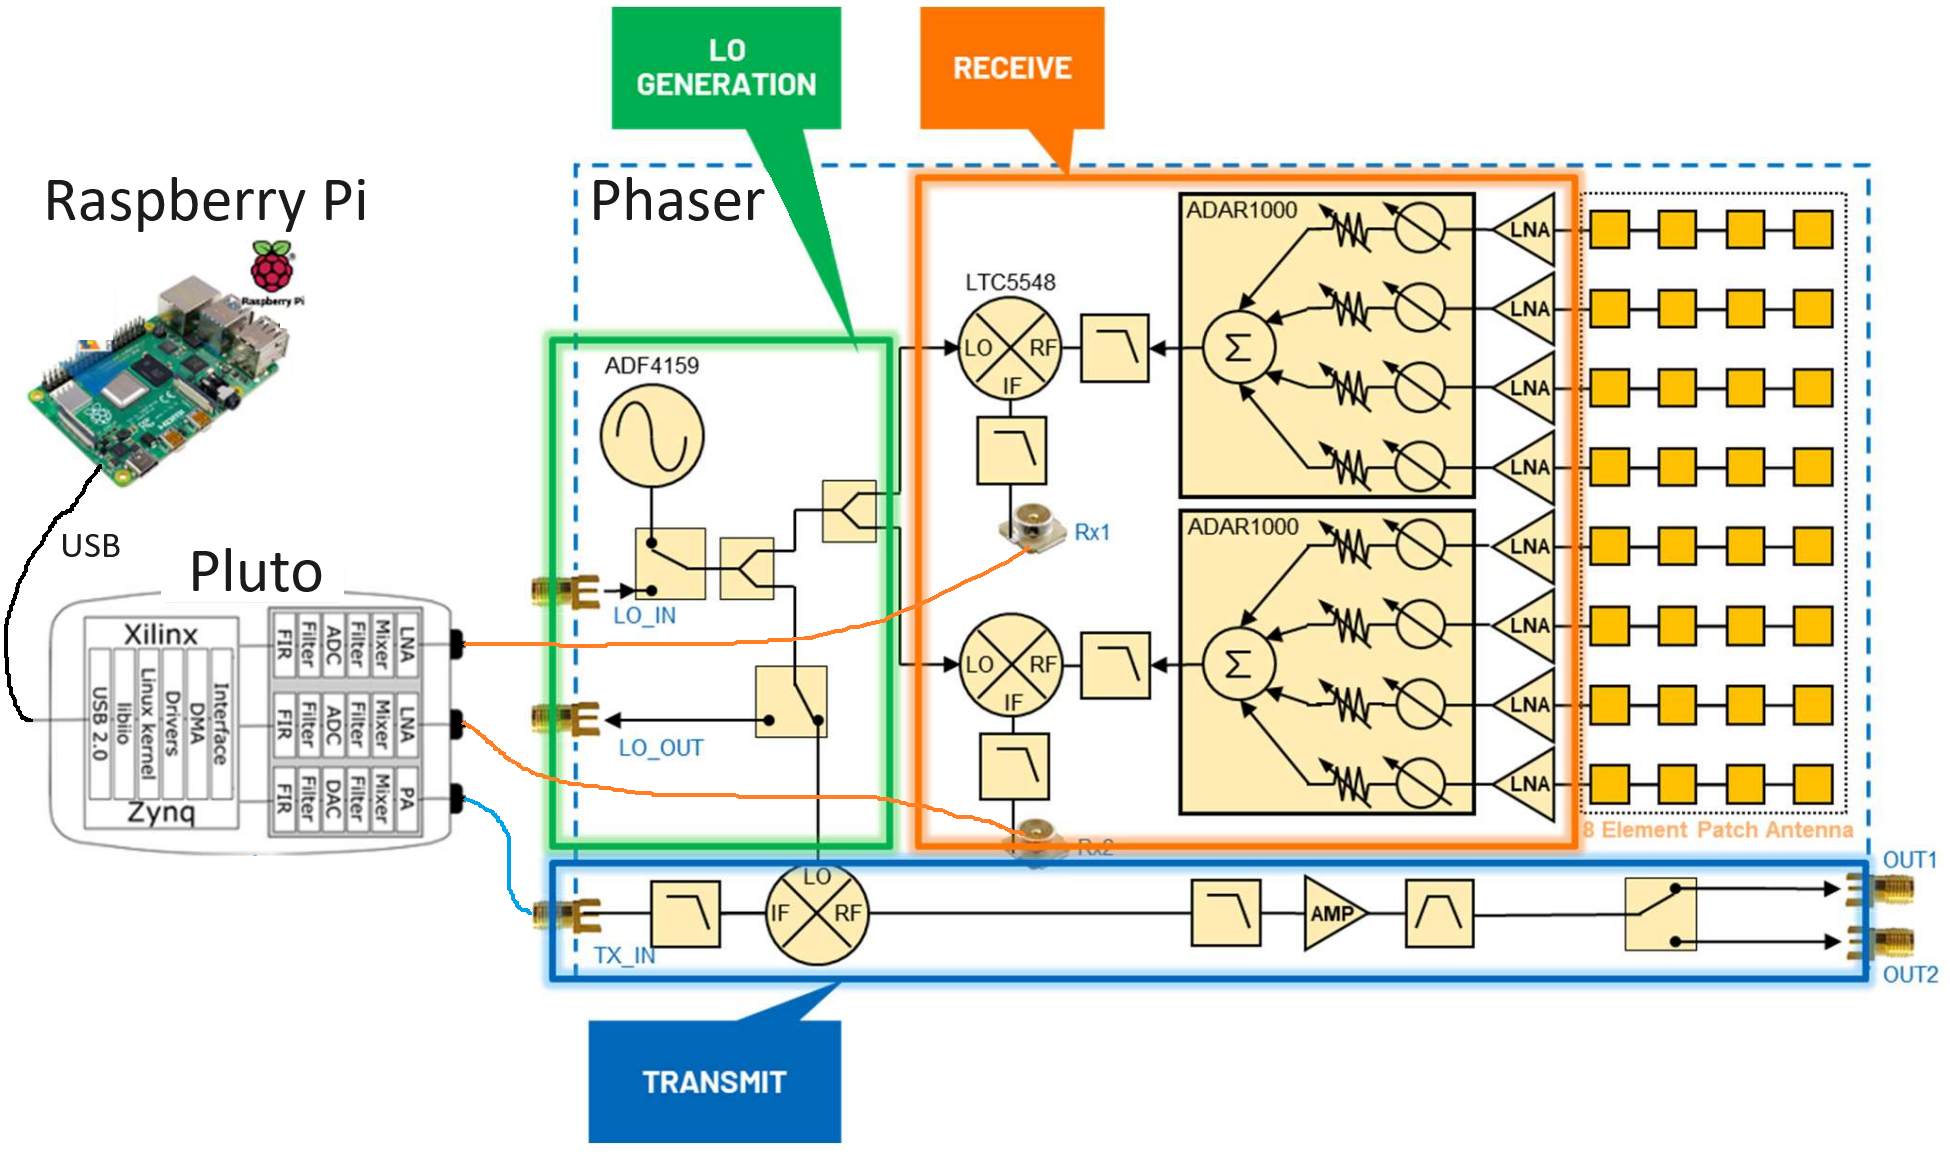 LO
GENERATION
RECEIVE
Raspberry Pi
Raspberry Pi
Phaser
ADAR1000
LNA
LNA
LNA
LNA
Σ
LTC5548
LO
RF
IF
ADF4159
Rx1
USB
Pluto
LO_IN
ADAR1000
LNA
LNA
LNA
LNA
Σ
LO
RF
IF
LO_OUT
Rx2
8 Element Patch Antenna
Xilinx
USB 2.0
libiio
Linux kernel
Drivers
DMA
Interface
Zynq
FIR
Filter
ADC
Filter
Mixer
LNA
FIR
Filter
ADC
Filter
Mixer
LNA
FIR
Filter
DAC
Filter
Mixer
PA
TX_IN
LO
IF
RF
AMP
OUT1
OUT2
TRANSMIT